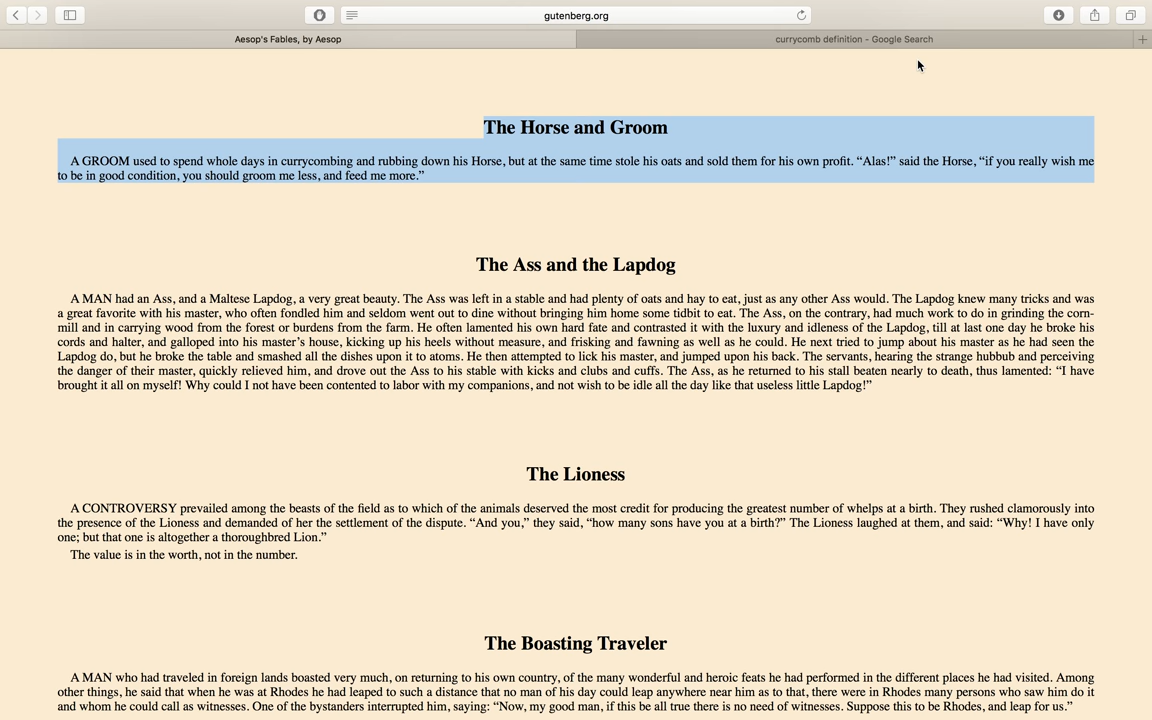 gutenberg.org
Aesop's Fables, by Aesop
currycomb definition - Google Search
The Horse and Groom
A GROOM used to spend whole days in currycombing and rubbing down his Horse, but at the same time stole his oats and sold them for his own profit. “Alas!” said the Horse, “if you really wish me
to be in good condition, you should groom me less, and feed me more.”
The Ass and the Lapdog
A MAN had an Ass, and a Maltese Lapdog, a very great beauty. The Ass was left in a stable and had plenty of oats and hay to eat, just as any other Ass would. The Lapdog knew many tricks and was
a great favorite with his master, who often fondled him and seldom went out to dine without bringing him home some tidbit to eat. The Ass, on the contrary, had much work to do in grinding the corn-
mill and in carrying wood from the forest or burdens from the farm. He often lamented his own hard fate and contrasted it with the luxury and idleness of the Lapdog, till at last one day he broke his
cords and halter, and galloped into his master’s house, kicking up his heels without measure, and frisking and fawning as well as he could. He next tried to jump about his master as he had seen the
Lapdog do, but he broke the table and smashed all the dishes upon it to atoms. He then attempted to lick his master, and jumped upon his back. The servants, hearing the strange hubbub and perceiving
the danger of their master, quickly relieved him, and drove out the Ass to his stable with kicks and clubs and cuffs. The Ass, as he returned to his stall beaten nearly to death, thus lamented: “I have
brought it all on myself! Why could I not have been contented to labor with my companions, and not wish to be idle all the day like that useless little Lapdog!”
The Lioness
A CONTROVERSY prevailed among the beasts of the field as to which of the animals deserved the most credit for producing the greatest number of whelps at a birth. They rushed clamorously into
the presence of the Lioness and demanded of her the settlement of the dispute. “And you,” they said, “how many sons have you at a birth?” The Lioness laughed at them, and said: “Why! I have only
one; but that one is altogether a thoroughbred Lion.”
The value is in the worth, not in the number.
The Boasting Traveler
A MAN who had traveled in foreign lands boasted very much, on returning to his own country, of the many wonderful and heroic feats he had performed in the different places he had visited. Among
other things, he said that when he was at Rhodes he had leaped to such a distance that no man of his day could leap anywhere near him as to that, there were in Rhodes many persons who saw him do it
and whom he could call as witnesses. One of the bystanders interrupted him, saying: “Now, my good man, if this be all true there is no need of witnesses. Suppose this to be Rhodes, and leap for us.”